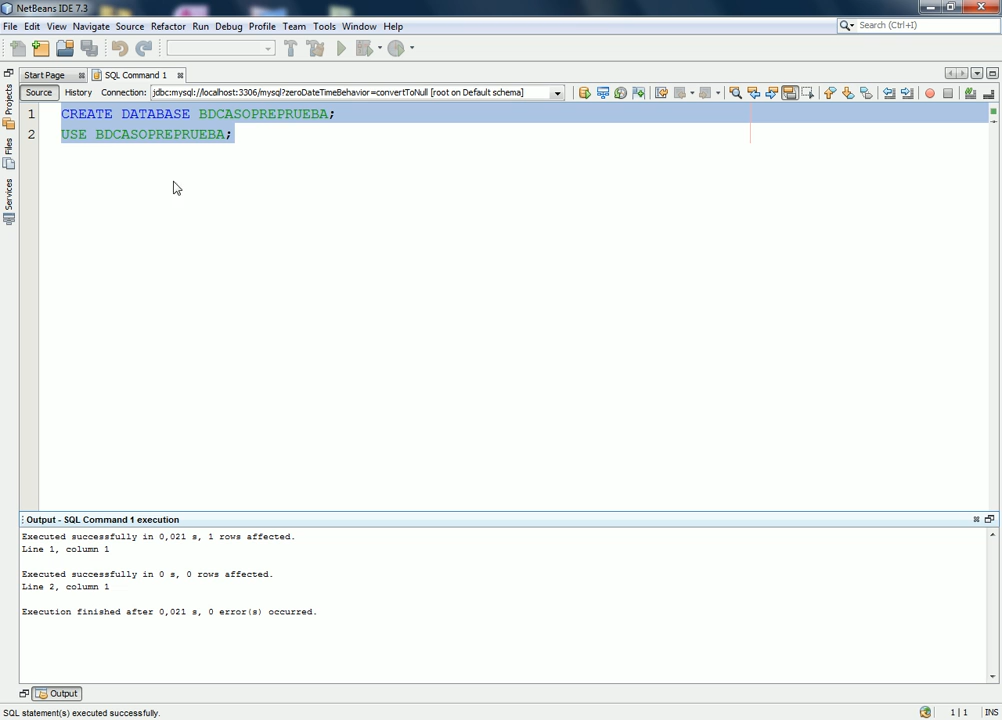 NetBeans IDE 7.3
File Edit View Navigate Source Refactor Run Debug Profile Team Tools Window Help
Search (Ctrl+I)
Start Page
SQL Command 1
Source History Connection: jdbc:mysql://localhost:3306/mysql?zeroDateTimeBehavior=convertToNull [root on Default schema]
Projects
Files
Services
1 CREATE DATABASE BDCASOPREPRUEBA;
2 USE BDCASOPREPRUEBA;
Output - SQL Command 1 execution
Executed successfully in 0,021 s, 1 rows affected.
Line 1, column 1
Executed successfully in 0 s, 0 rows affected.
Line 2, column 1
Execution finished after 0,021 s, 0 error(s) occurred.
Output
SQL statement(s) executed successfully.
1 | 1 INS